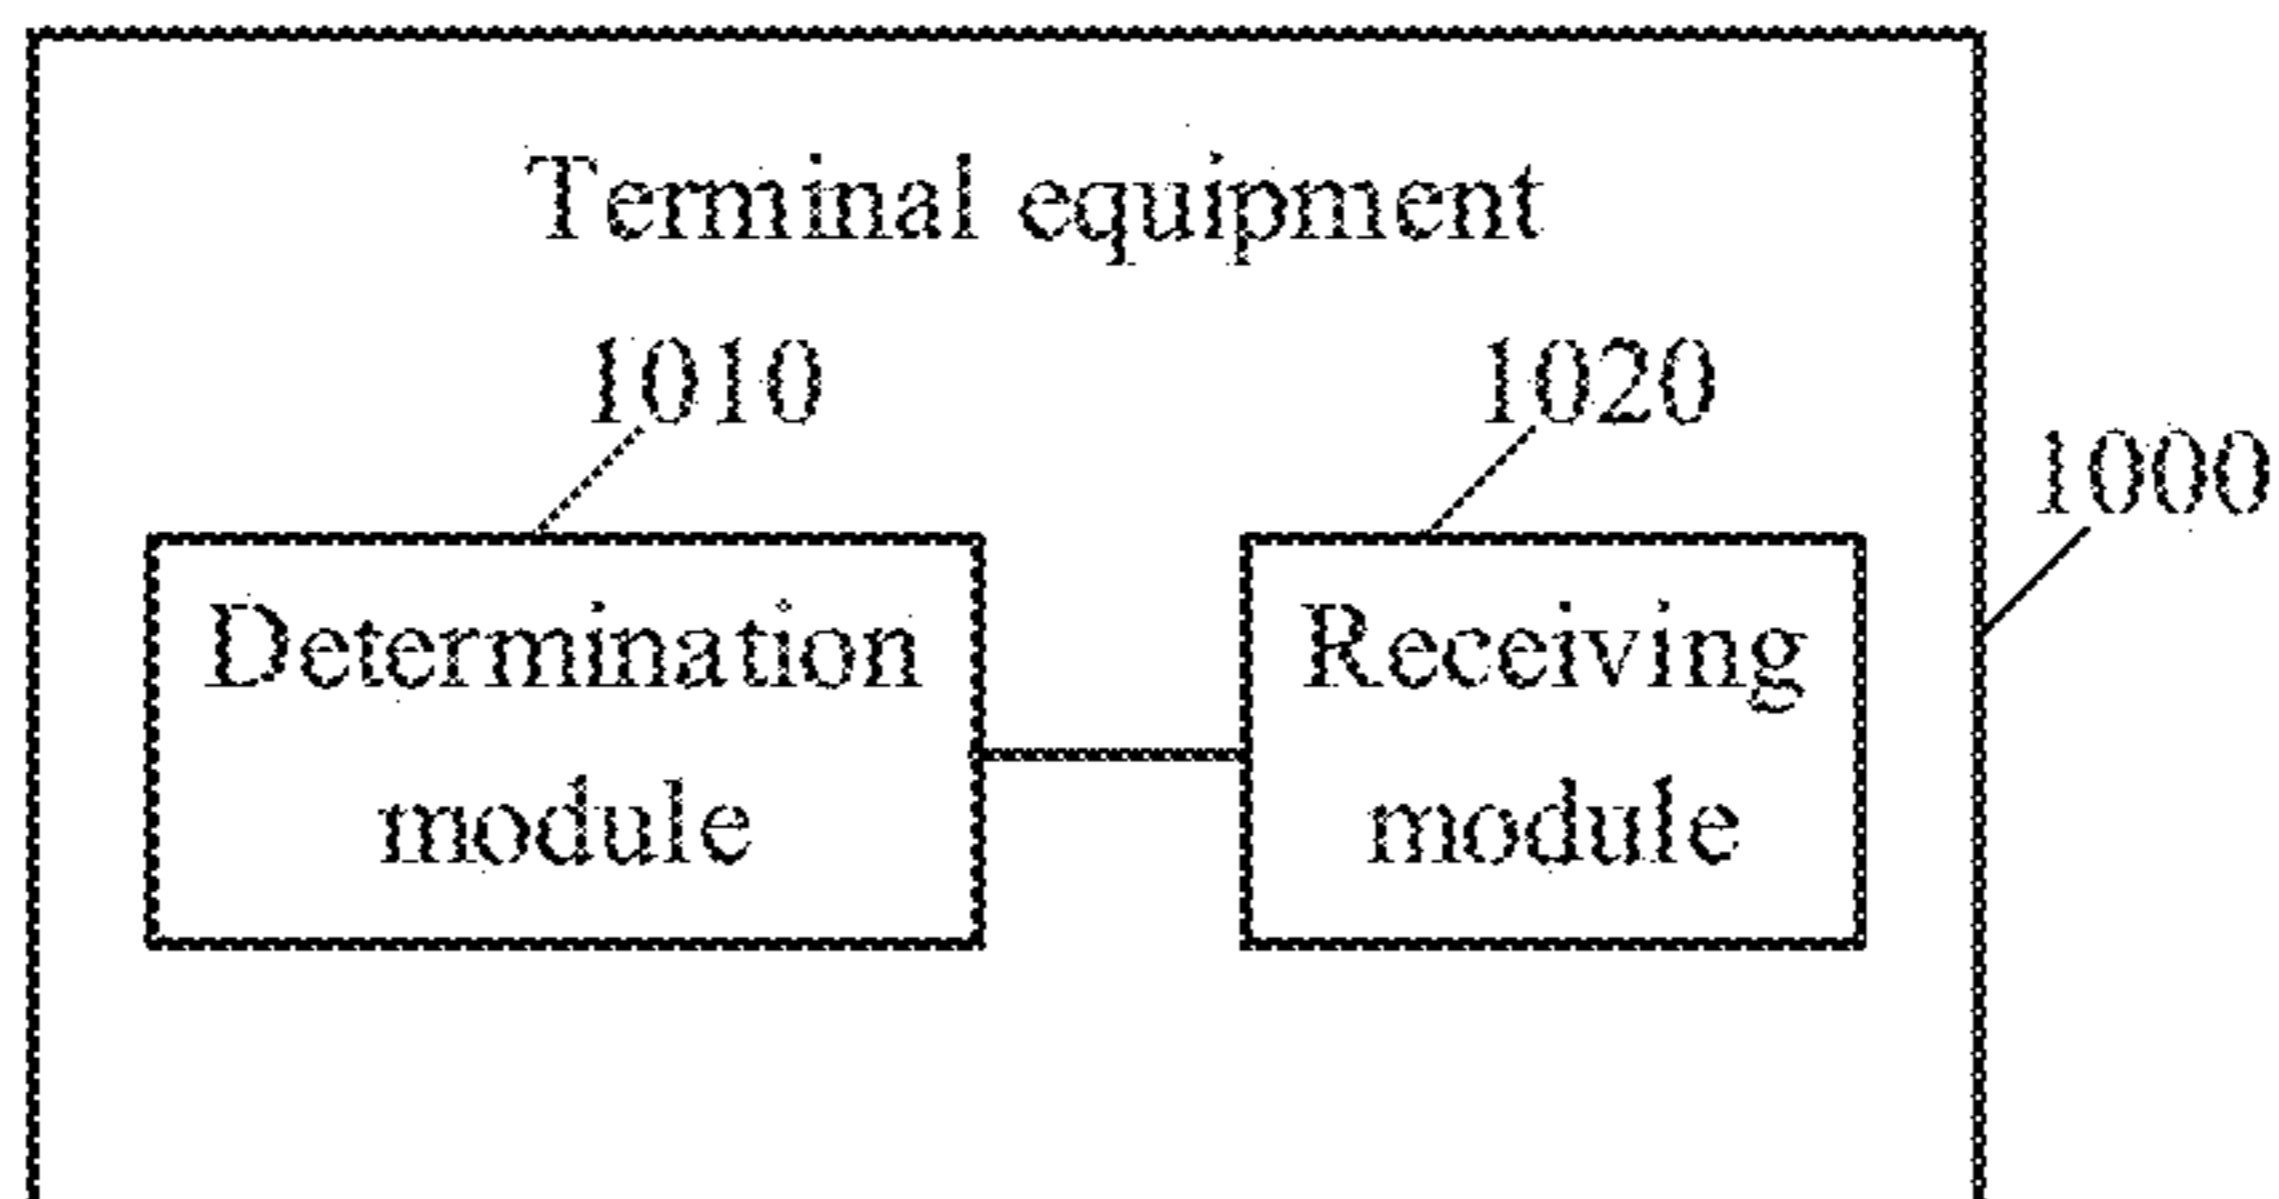 Terminal equipment
1010
1020
1000
Determination
module
Receiving
module